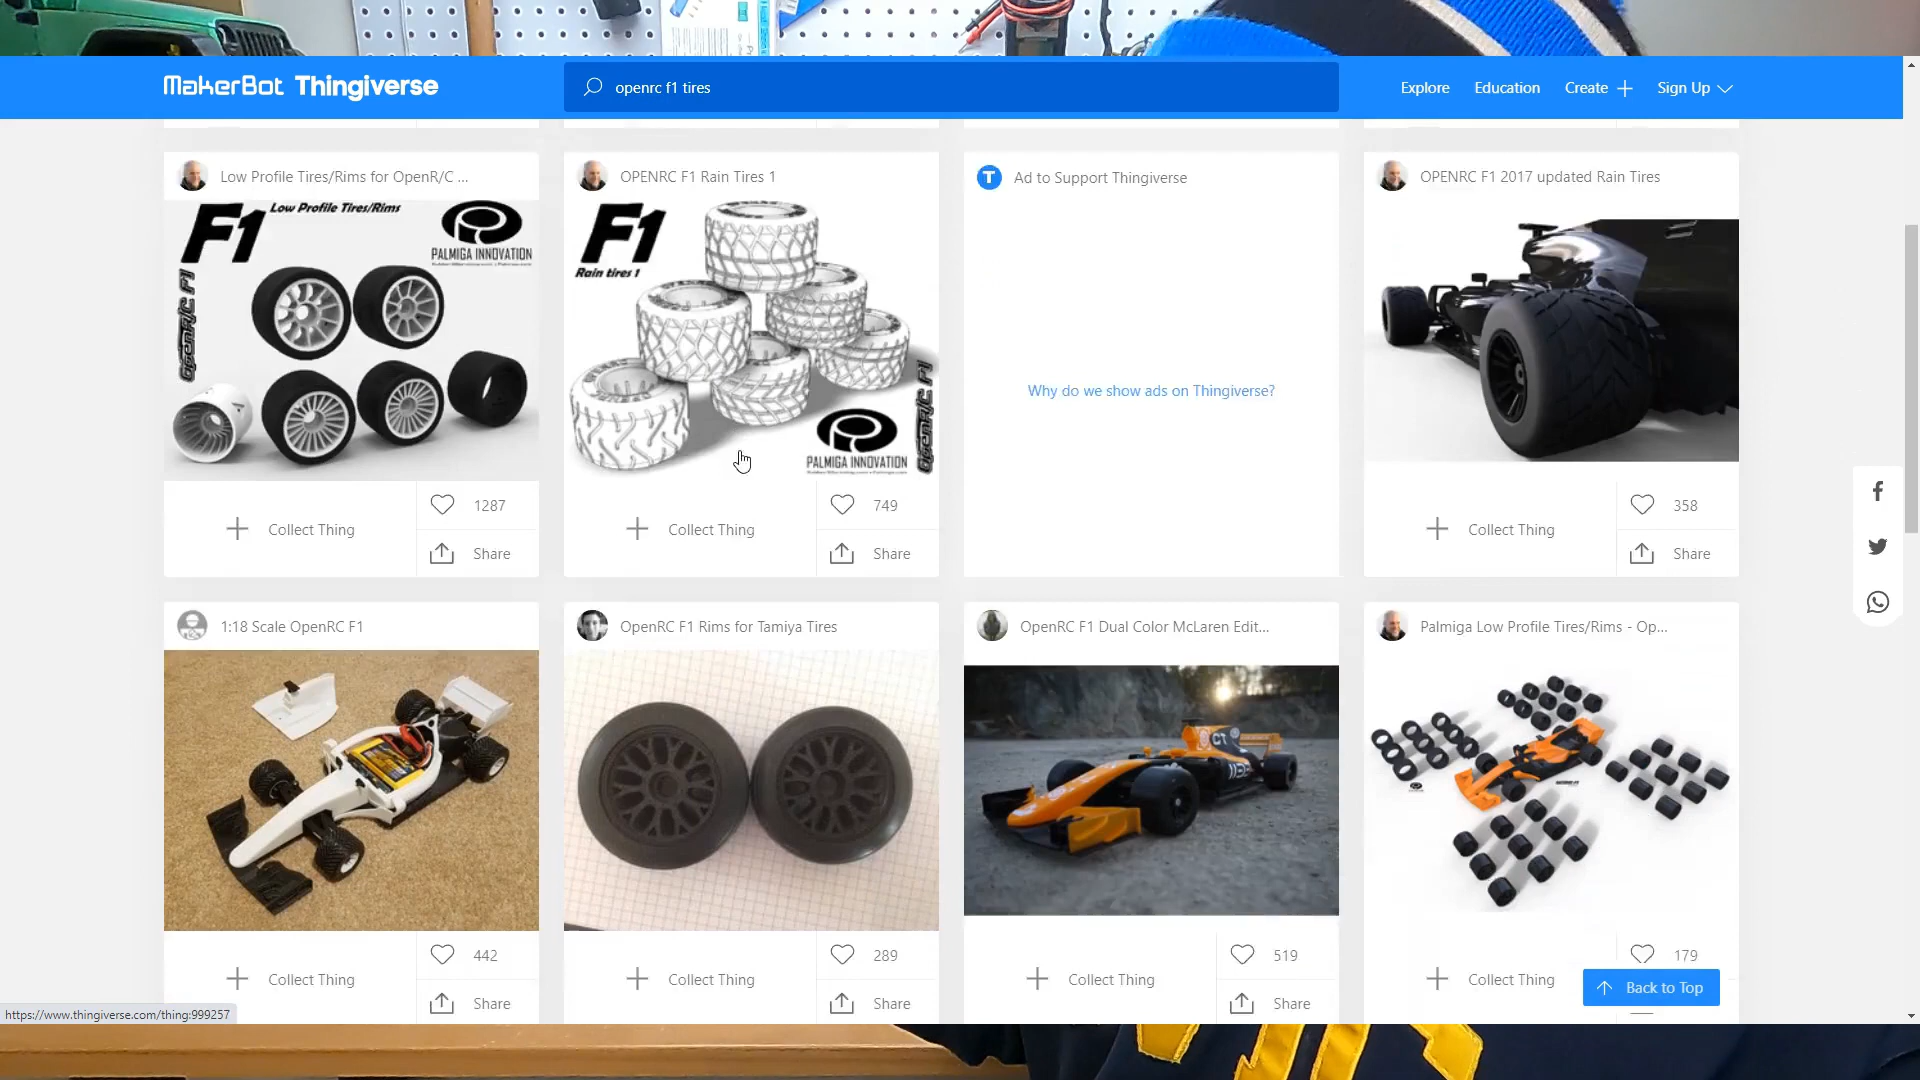 MakerBot Thingiverse
openrc f1 tires
Explore
Education
Create
Sign Up
Low Profile Tires/Rims for OpenR/C ...
F1
Low Profile Tires/Rims
PALMIGA INNOVATION
OpenR/C F1
Collect Thing
1287
Share
OPENRC F1 Rain Tires 1
F1
Rain tires 1
OpenR/C F1
PALMIGA INNOVATION
Collect Thing
749
Share
Ad to Support Thingiverse
Why do we show ads on Thingiverse?
OPENRC F1 2017 updated Rain Tires
Collect Thing
358
Share
1:18 Scale OpenRC F1
Collect Thing
442
Share
OpenRC F1 Rims for Tamiya Tires
Collect Thing
289
Share
OpenRC F1 Dual Color McLaren Edit...
Collect Thing
519
Share
Palmiga Low Profile Tires/Rims - Op...
Collect Thing
179
Back to Top
https://www.thingiverse.com/thing:999257